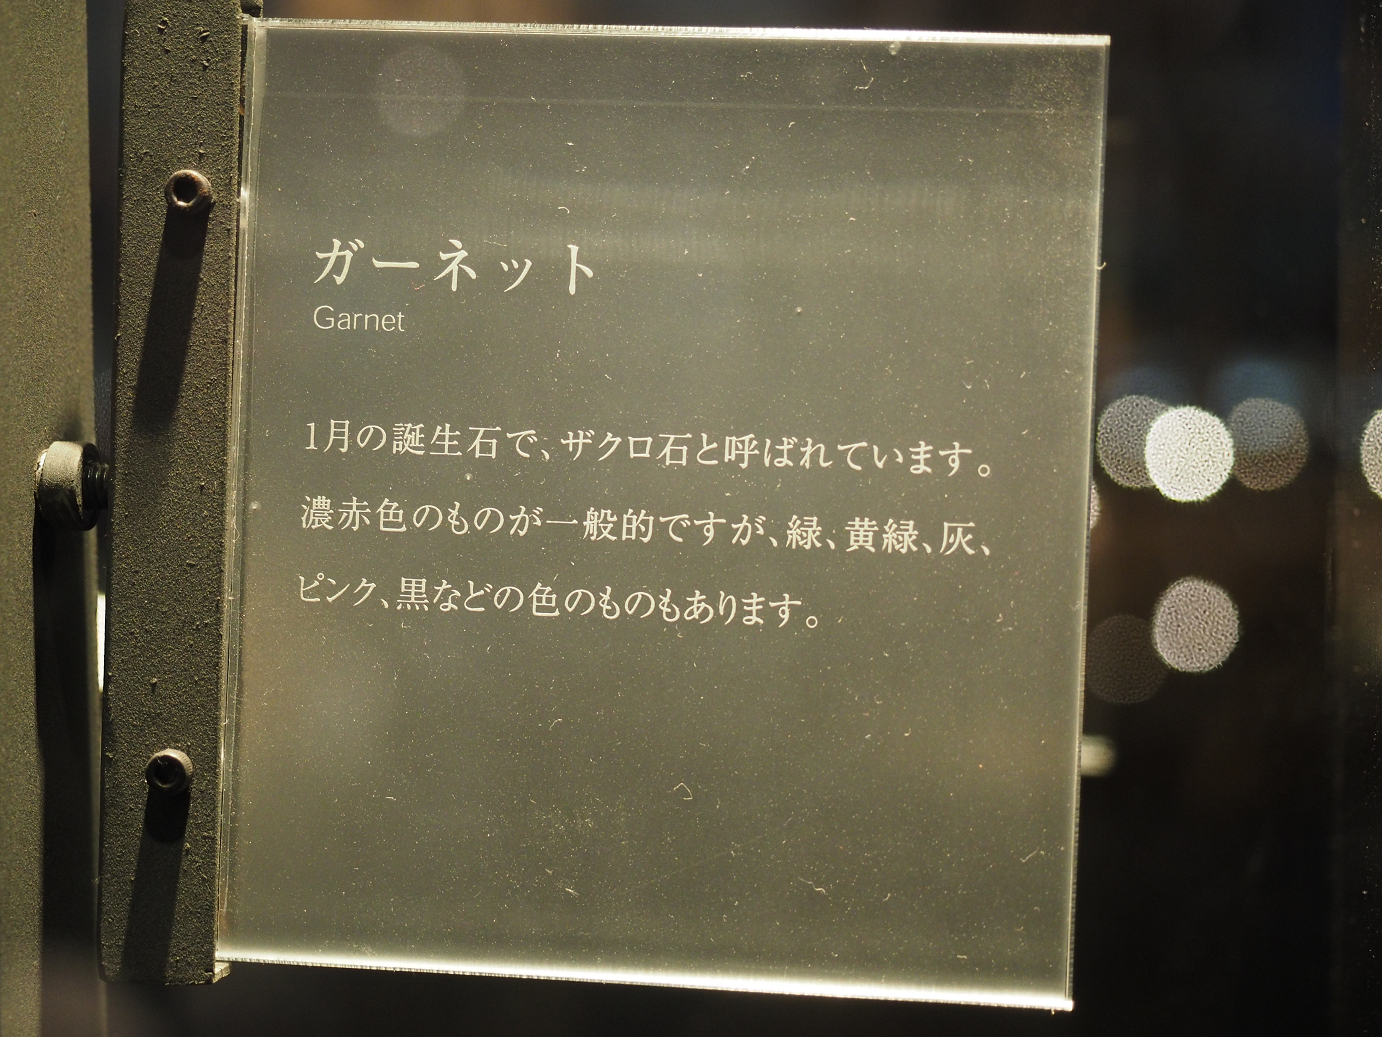 ガーネット
Garnet
1月の誕生石で、ザクロ石と呼ばれています。
濃赤色のものが一般的ですが、緑、黄緑、灰、
ピンク、黒などの色のものもあります。